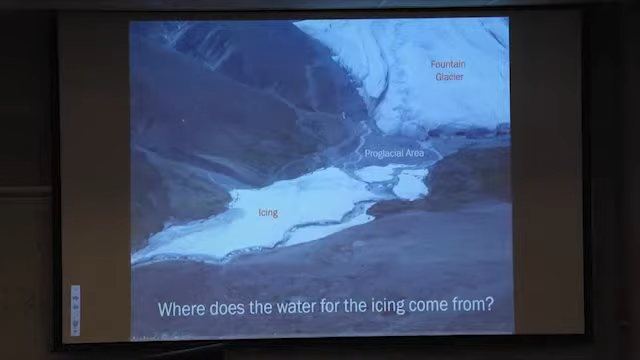 Fountain
Glacier
Proglacial Area
Icing
Where does the water for the icing come from?